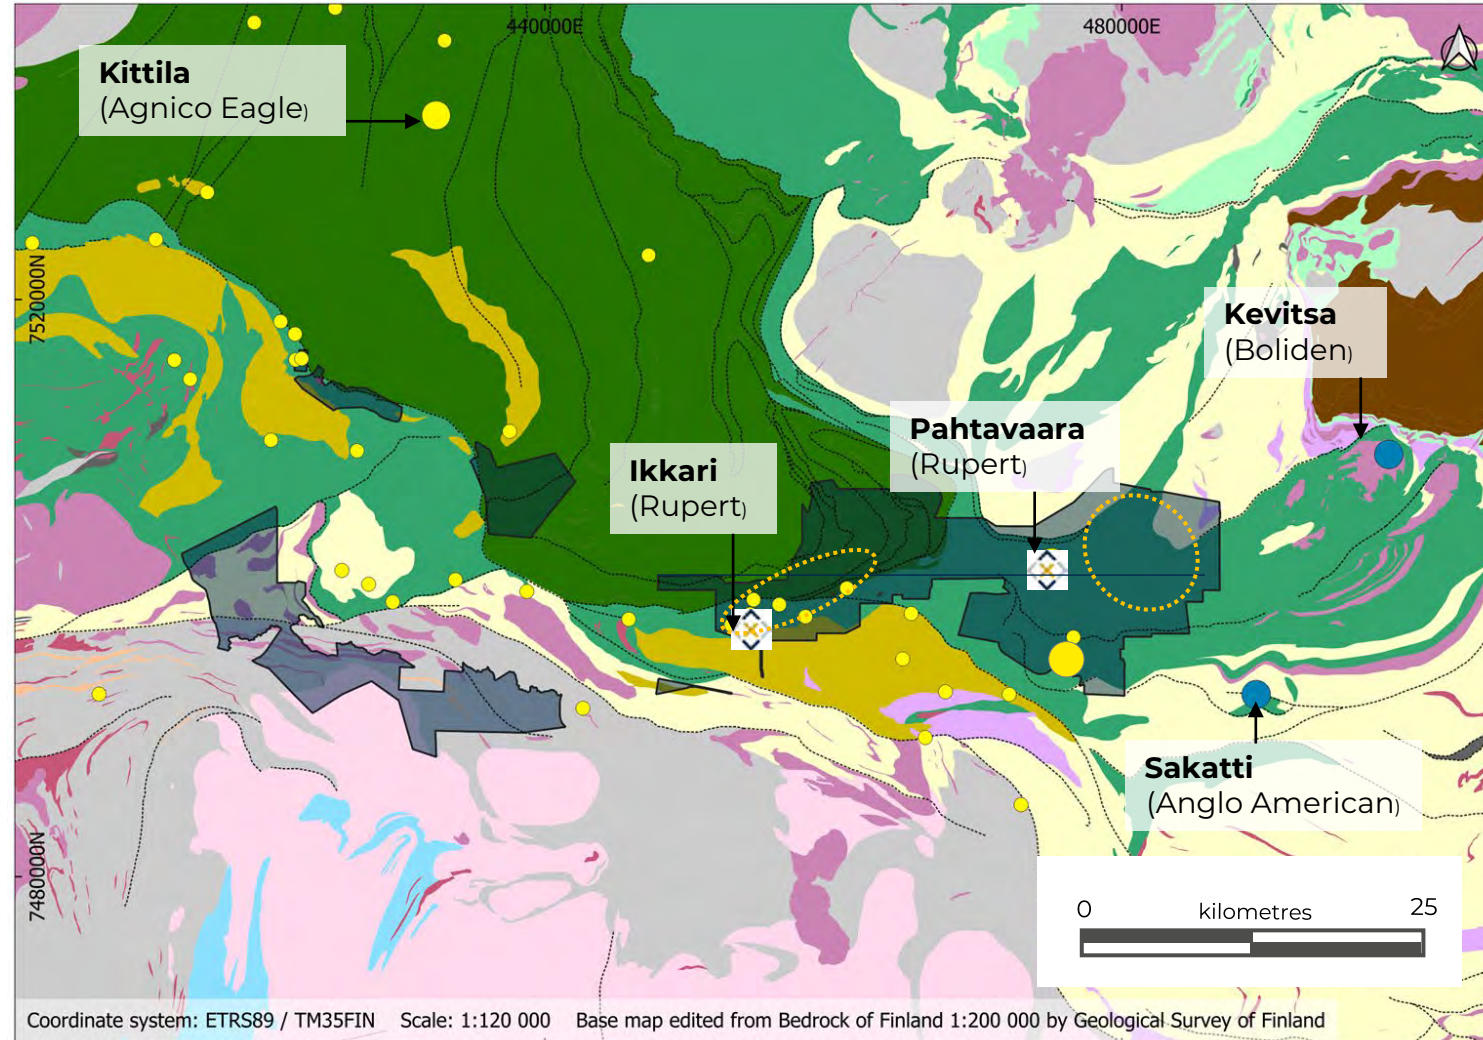 440000E
480000E
Kittila
(Agnico Eagle)
7520000N
Kevitsa
(Boliden)
Pahtavaara
(Rupert)
Ikkari
(Rupert)
Sakatti
(Anglo American)
7480000N
0 kilometres 25
Coordinate system: ETRS89 / TM35FIN Scale: 1:120 000 Base map edited from Bedrock of Finland 1:200 000 by Geological Survey of Finland